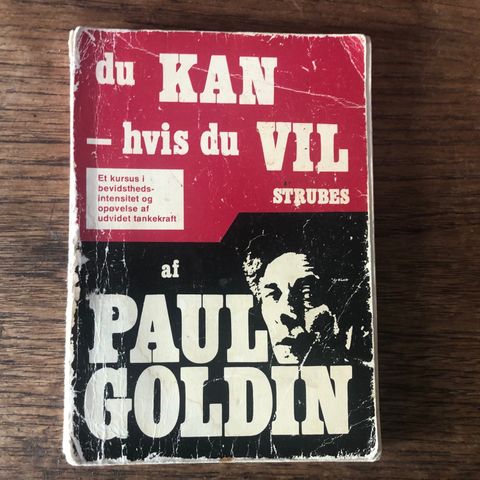 du KAN
– hvis du VIL
STRUBES
Et kursus i
bevidstheds-
intensitet og
opøvelse af
udvidet tankekraft
af
PAUL
GOLDIN